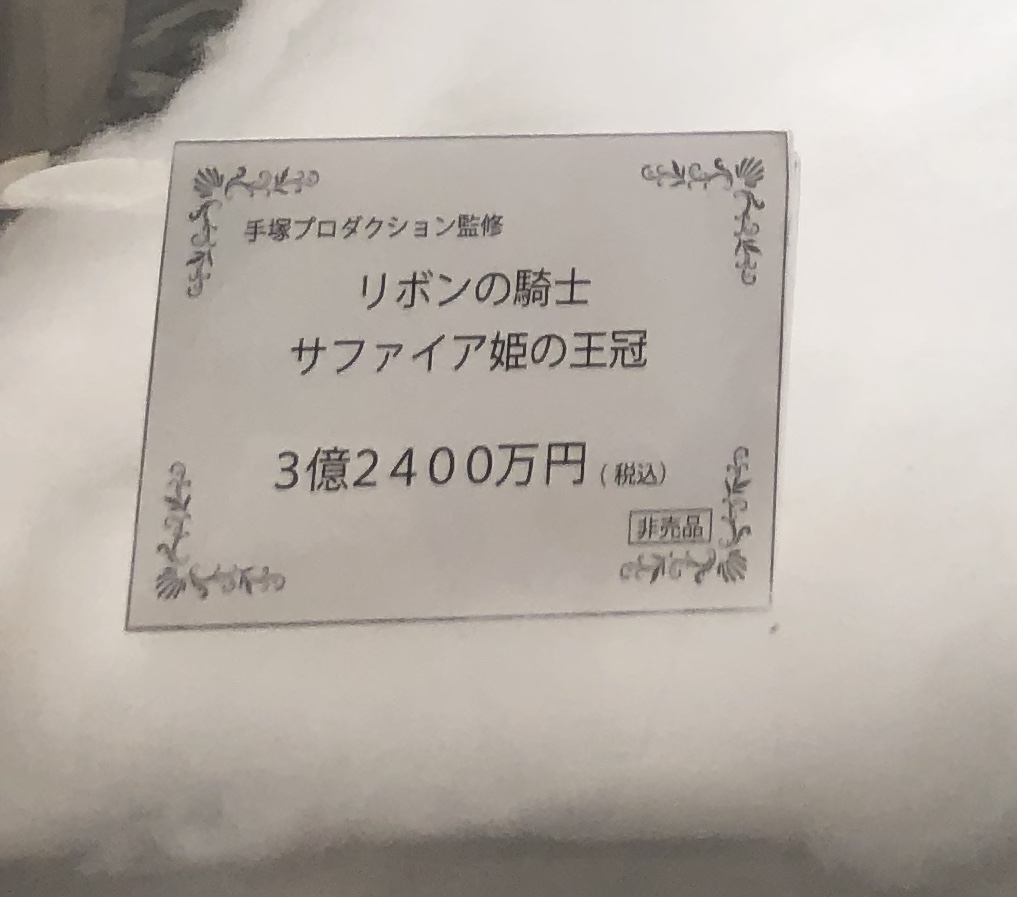 手塚プロダクション監修
リボンの騎士
サファイア姫の王冠
3億2400万円(税込)
非売品